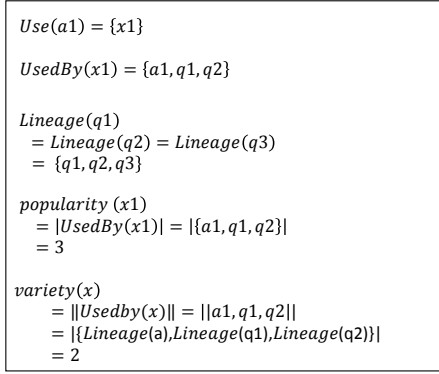 Use(a1) = {x1}
UsedBy(x1) = {a1, q1, q2}
Lineage(q1)
= Lineage(q2) = Lineage(q3)
= {q1, q2, q3}
popularity (x1)
= |UsedBy(x1)| = |{a1, q1, q2}|
= 3
variety(x)
= ‖Usedby(x)‖ = ||a1, q1, q2||
= |{Lineage(a),Lineage(q1),Lineage(q2)}|
= 2